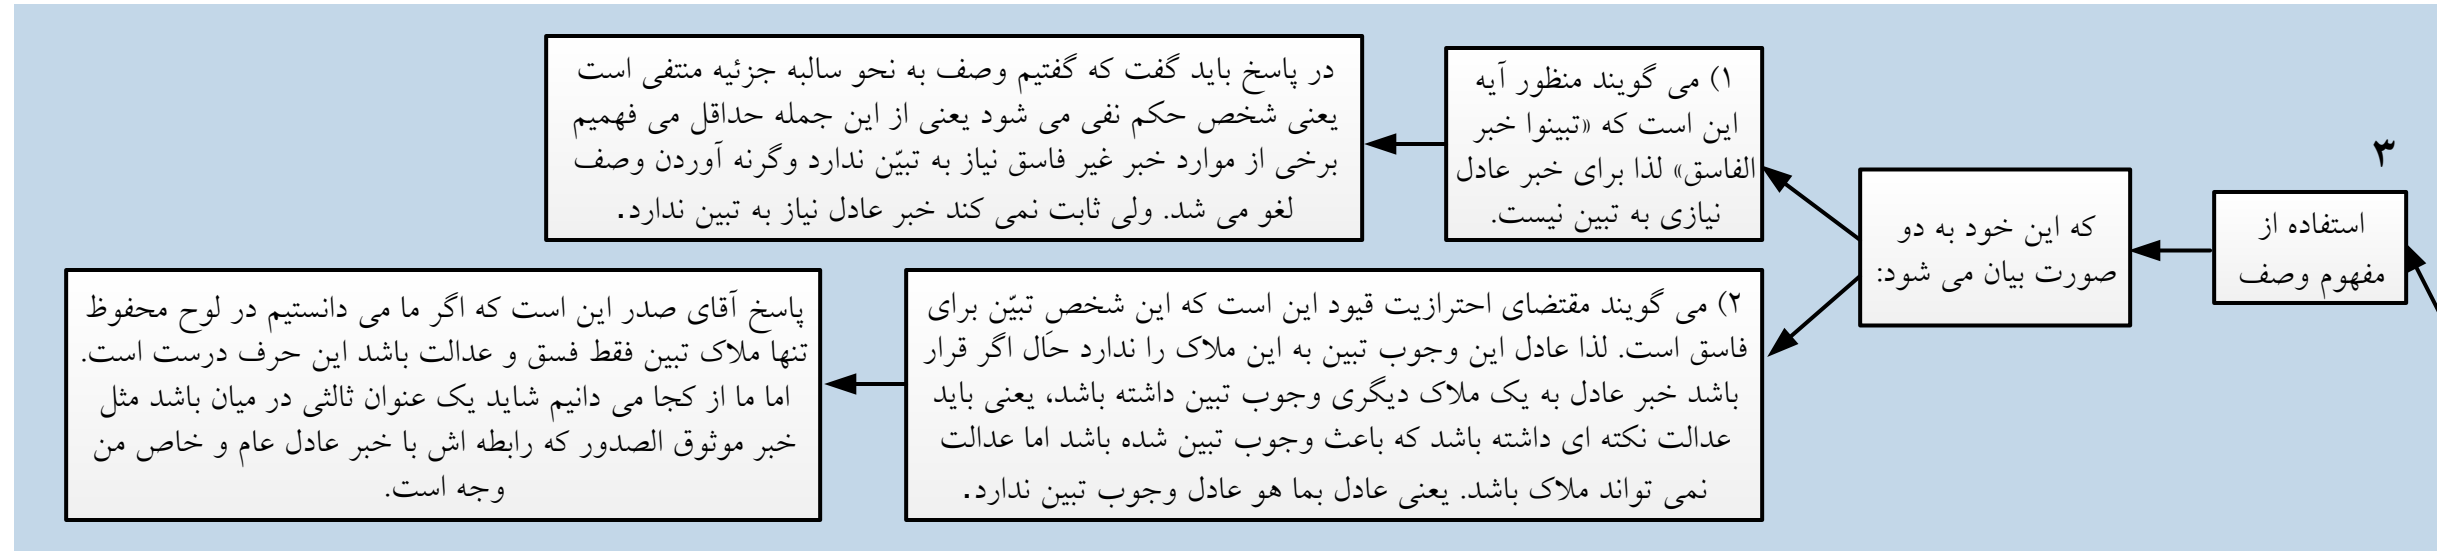 ۳
استفاده از
مفهوم وصف
که این خود به دو
صورت بیان می شود:
۱) می گویند منظور آیه
این است که «تبینوا خبر
الفاسق» لذا برای خبر عادل
نیازی به تبین نیست.
در پاسخ باید گفت که گفتیم وصف به نحو سالبه جزئیه منتفی است
یعنی شخص حکم نفی می شود یعنی از این جمله حداقل می فهمیم
برخی از موارد خبر غیر فاسق نیاز به تبیّن ندارد وگرنه آوردن وصف
لغو می شد. ولی ثابت نمی کند خبر عادل نیاز به تبین ندارد.
۲) می گویند مقتضای احترازیت قیود این است که این شخصِ تبیّن برای
فاسق است. لذا عادل این وجوب تبین به این ملاک را ندارد حَال اگر قرار
باشد خبر عادل به یک ملاک دیگری وجوب تبین داشته باشد، یعنی باید
عدالت نکته ای داشته باشد که باعث وجوب تبین شده باشد اما عدالت
نمی تواند ملاک باشد. یعنی عادل بما هو عادل وجوب تبین ندارد.
پاسخ آقای صدر این است که اگر ما می دانستیم در لوح محفوظ
تنها ملاک تبین فقط فسق و عدالت باشد این حرف درست است.
اما ما از کجا می دانیم شاید یک عنوان ثالثی در میان باشد مثل
خبر موثوق الصدور که رابطه اش با خبر عادل عام و خاص من
وجه است.